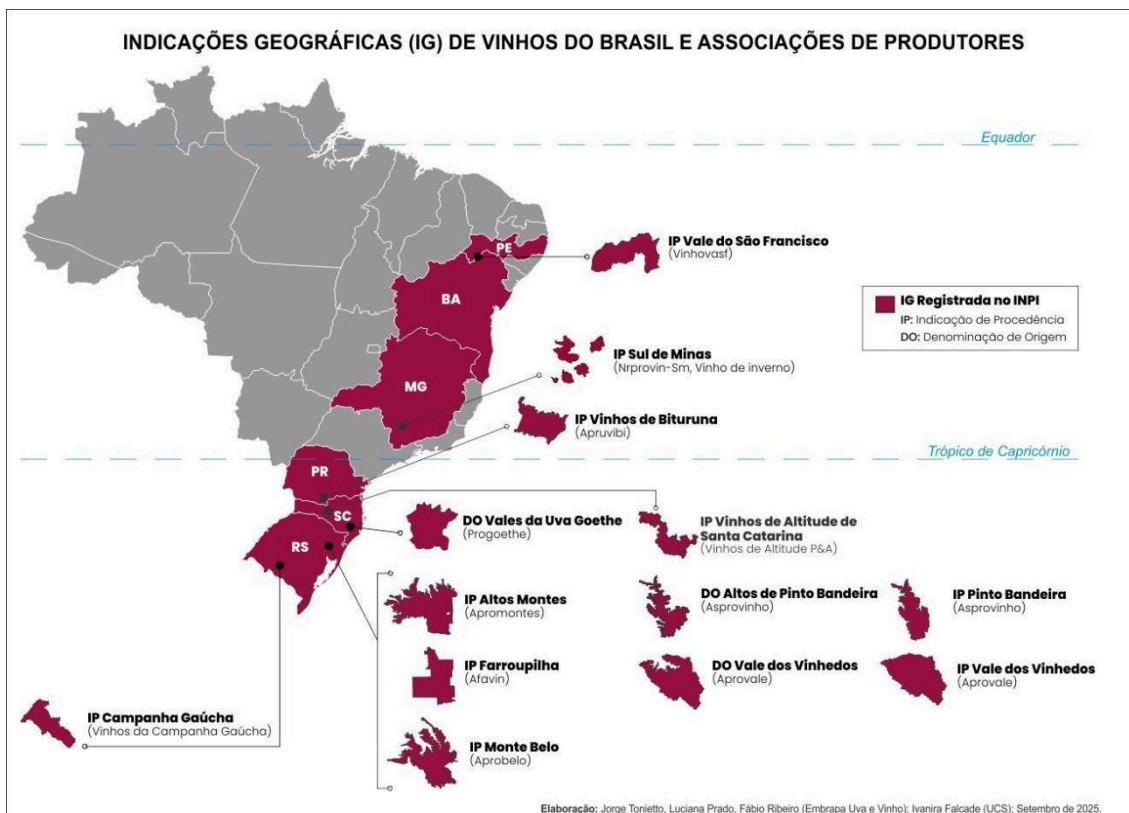 INDICAÇÕES GEOGRÁFICAS (IG) DE VINHOS DO BRASIL E ASSOCIAÇÕES DE PRODUTORES
Equador
PE
IP Vale do São Francisco
(Vinhovasf)
BA
IG Registrada no INPI
IP: Indicação de Procedência
DO: Denominação de Origem
IP Sul de Minas
(Nrprovin-Sm, Vinho de inverno)
MG
IP Vinhos de Bituruna
(Apruvibi)
Trópico de Capricórnio
PR
SC
RS
DO Vales da Uva Goethe
(Progoethe)
IP Vinhos de Altitude de
Santa Catarina
(Vinhos de Altitude P&A)
IP Altos Montes
(Apromontes)
DO Altos de Pinto Bandeira
(Asprovinho)
IP Pinto Bandeira
(Asprovinho)
IP Farroupilha
(Afavin)
DO Vale dos Vinhedos
(Aprovale)
IP Vale dos Vinhedos
(Aprovale)
IP Campanha Gaúcha
(Vinhos da Campanha Gaúcha)
IP Monte Belo
(Aprobelo)
Elaboração: Jorge Tonietto, Luciana Prado, Fábio Ribeiro (Embrapa Uva e Vinho); Ivanira Falcade (UCS); Setembro de 2025.